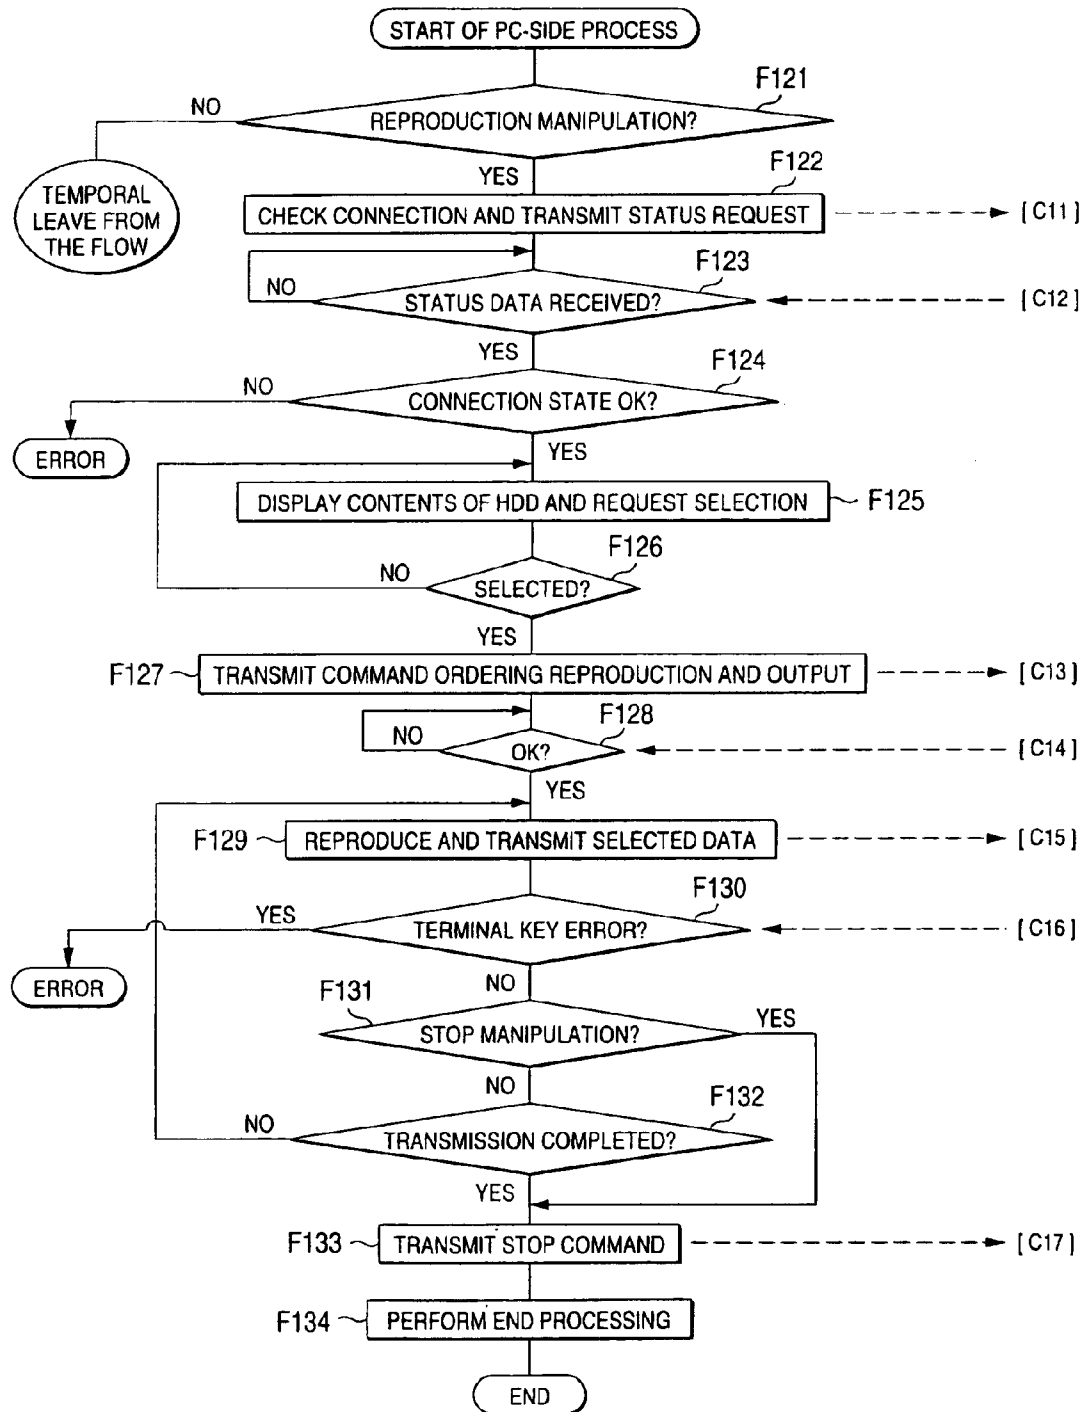 START OF PC-SIDE PROCESS
F121
NO
REPRODUCTION MANIPULATION?
YES
F122
TEMPORAL
LEAVE FROM
THE FLOW
CHECK CONNECTION AND TRANSMIT STATUS REQUEST
[C11]
F123
NO
STATUS DATA RECEIVED?
[C12]
YES
F124
NO
CONNECTION STATE OK?
YES
ERROR
DISPLAY CONTENTS OF HDD AND REQUEST SELECTION
F125
F126
NO
SELECTED?
YES
F127
TRANSMIT COMMAND ORDERING REPRODUCTION AND OUTPUT
[C13]
F128
NO
OK?
[C14]
YES
F129
REPRODUCE AND TRANSMIT SELECTED DATA
[C15]
F130
YES
TERMINAL KEY ERROR?
[C16]
NO
ERROR
F131
STOP MANIPULATION?
YES
NO
F132
NO
TRANSMISSION COMPLETED?
YES
F133
TRANSMIT STOP COMMAND
[C17]
F134
PERFORM END PROCESSING
END